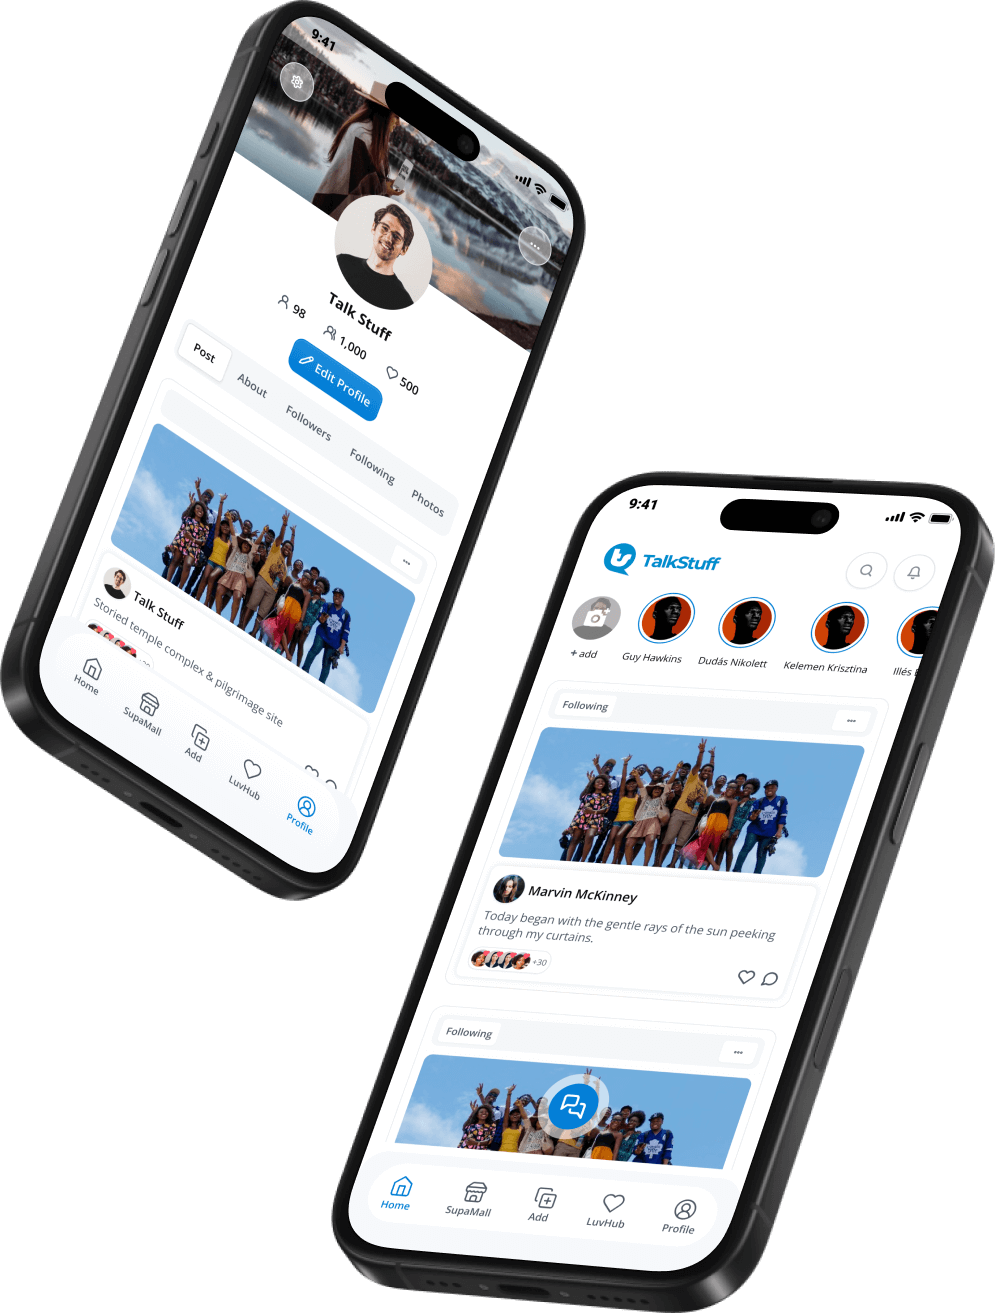 9:41
Talk Stuff
98
1,000
500
Edit Profile
Post
About
Followers
Following
Photos
Talk Stuff
Storied temple complex & pilgrimage site
Home
SupaMall
Add
LuvHub
Profile
9:41
TalkStuff
+ add
Guy Hawkins
Dudás Nikolett
Kelemen Krisztina
Illés
Following
Marvin McKinney
Today began with the gentle rays of the sun peeking
through my curtains.
+30
Following
Home
SupaMall
Add
LuvHub
Profile